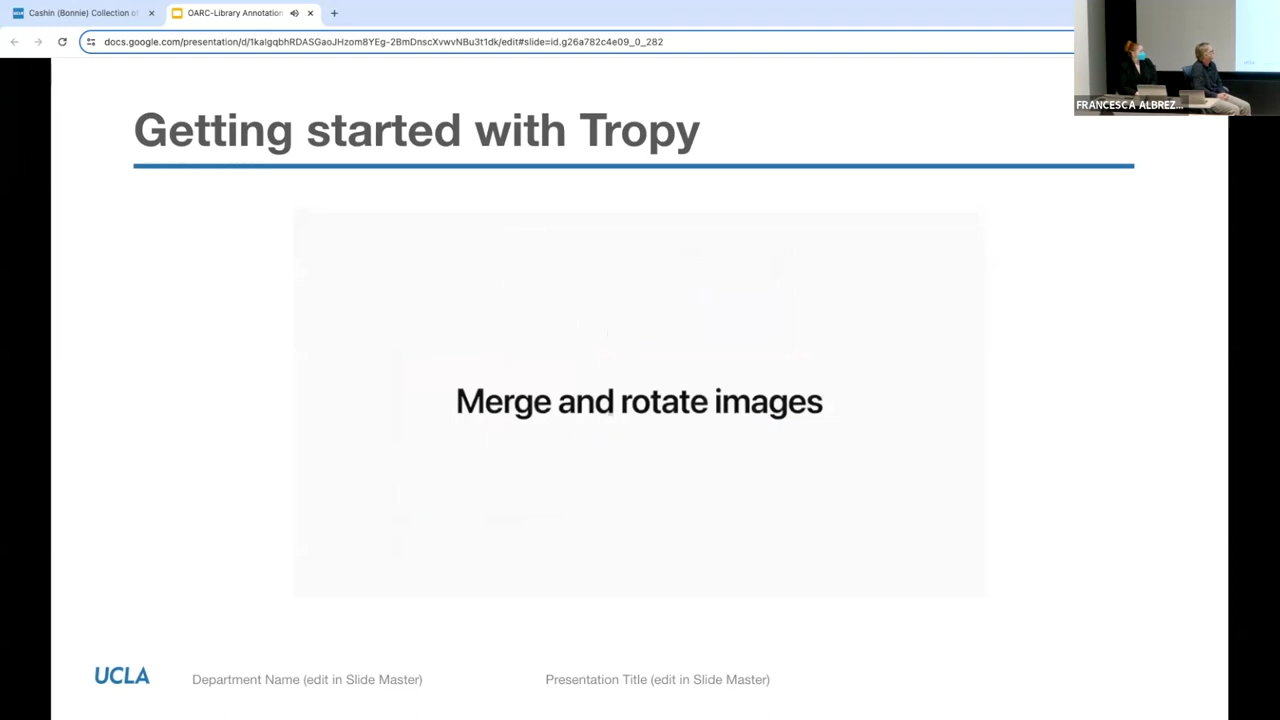 Cashin (Bonnie) Collection of
OARC-Library Annotation
docs.google.com/presentation/d/1kaIgqbhRDASGaoJHzom8YEg-2BmDnscXvwvNBu3t1dk/edit#slide=id.g26a782c4e09_0_282
FRANCESCA ALBREZ...
Getting started with Tropy
Merge and rotate images
UCLA
Department Name (edit in Slide Master)
Presentation Title (edit in Slide Master)